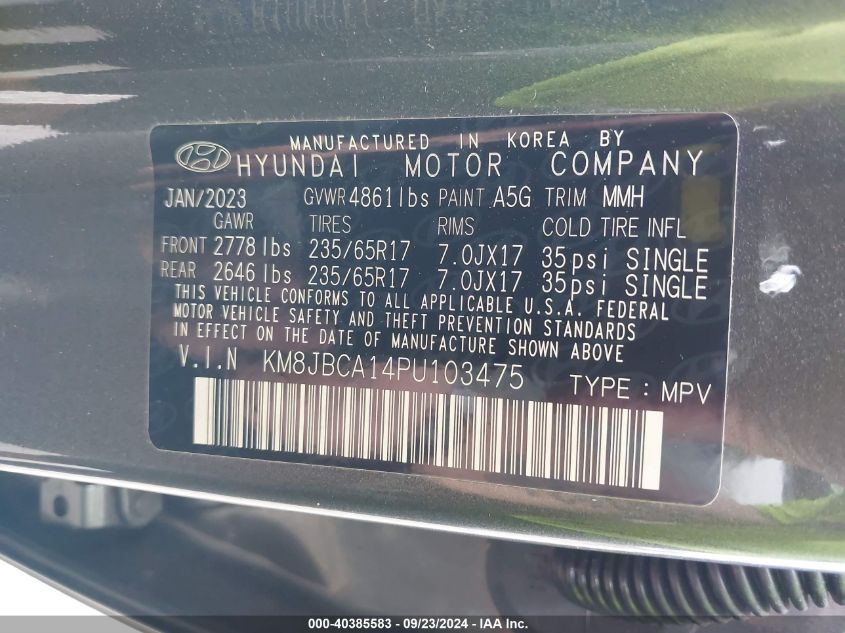 MANUFACTURED IN KOREA BY
HYUNDAI MOTOR COMPANY
JAN/2023 GVWR 4861 lbs PAINT A5G TRIM MMH
GAWR TIRES RIMS COLD TIRE INFL
FRONT 2778 lbs 235/65R17 7.0JX17 35psi SINGLE
REAR 2646 lbs 235/65R17 7.0JX17 35psi SINGLE
THIS VEHICLE CONFORMS TO ALL APPLICABLE U.S.A. FEDERAL
MOTOR VEHICLE SAFETY AND THEFT PREVENTION STANDARDS
IN EFFECT ON THE DATE OF MANUFACTURE SHOWN ABOVE
V.I.N KM8JBCA14PU103475 TYPE : MPV
000-40385583 - 09/23/2024 - 000-1127525